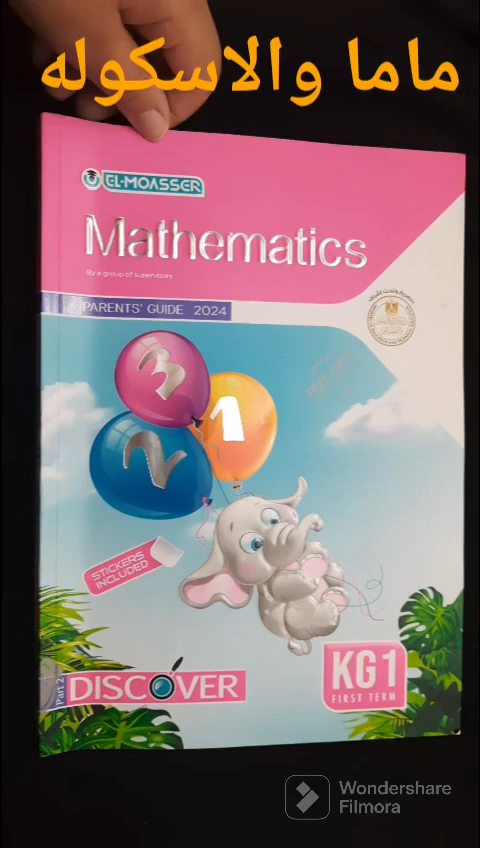 ماما والاسكوله
EL-MOASSER
Mathematics
By a group of supervisors
PARENTS' GUIDE 2024
3
1
2
STICKERS
INCLUDED
Part 2
DISCOVER
KG1
FIRST TERM
Wondershare
Filmora